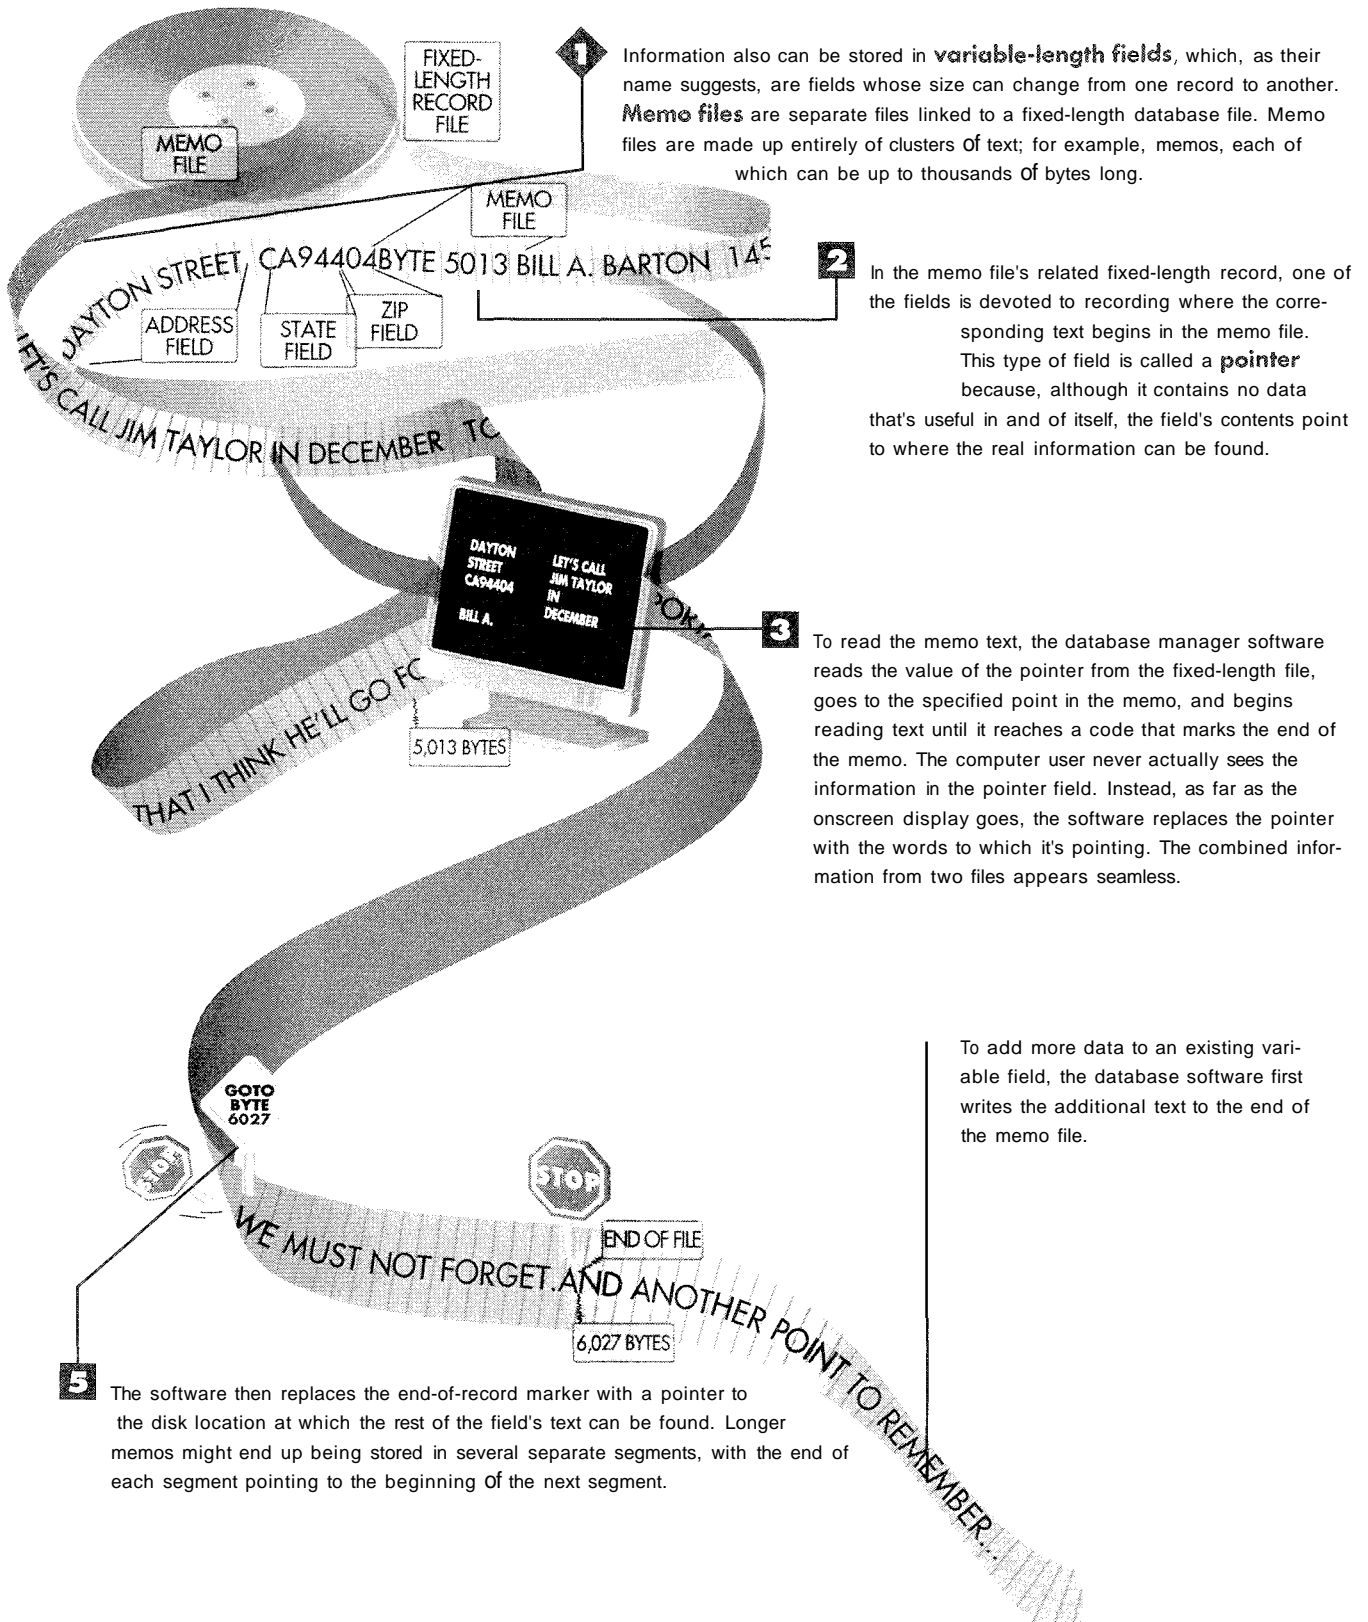 FIXED-
LENGTH
RECORD
FILE
MEMO
FILE
1
Information also can be stored in variable-length fields, which, as their
name suggests, are fields whose size can change from one record to another.
Memo files are separate files linked to a fixed-length database file. Memo
files are made up entirely of clusters of text; for example, memos, each of
which can be up to thousands of bytes long.
MEMO
FILE
DAYTON STREET CA94404BYTE 5013 BILL A. BARTON 145
ADDRESS
FIELD
STATE
FIELD
ZIP
FIELD
2
In the memo file's related fixed-length record, one of
the fields is devoted to recording where the corre-
sponding text begins in the memo file.
This type of field is called a pointer
because, although it contains no data
that's useful in and of itself, the field's contents point
to where the real information can be found.
LET'S CALL JIM TAYLOR IN DECEMBER TO
DAYTON
STREET
CA94404
BILL A.
LET'S CALL
JIM TAYLOR
IN
DECEMBER
3
To read the memo text, the database manager software
reads the value of the pointer from the fixed-length file,
goes to the specified point in the memo, and begins
reading text until it reaches a code that marks the end of
the memo. The computer user never actually sees the
information in the pointer field. Instead, as far as the
onscreen display goes, the software replaces the pointer
with the words to which it's pointing. The combined infor-
mation from two files appears seamless.
THAT I THINK HE'LL GO FO
5,013 BYTES
To add more data to an existing vari-
able field, the database software first
writes the additional text to the end of
the memo file.
GOTO
BYTE
6027
STOP
STOP
END OF FILE
WE MUST NOT FORGET. AND ANOTHER POINT TO REMEMBER...
6,027 BYTES
5
The software then replaces the end-of-record marker with a pointer to
the disk location at which the rest of the field's text can be found. Longer
memos might end up being stored in several separate segments, with the end of
each segment pointing to the beginning of the next segment.